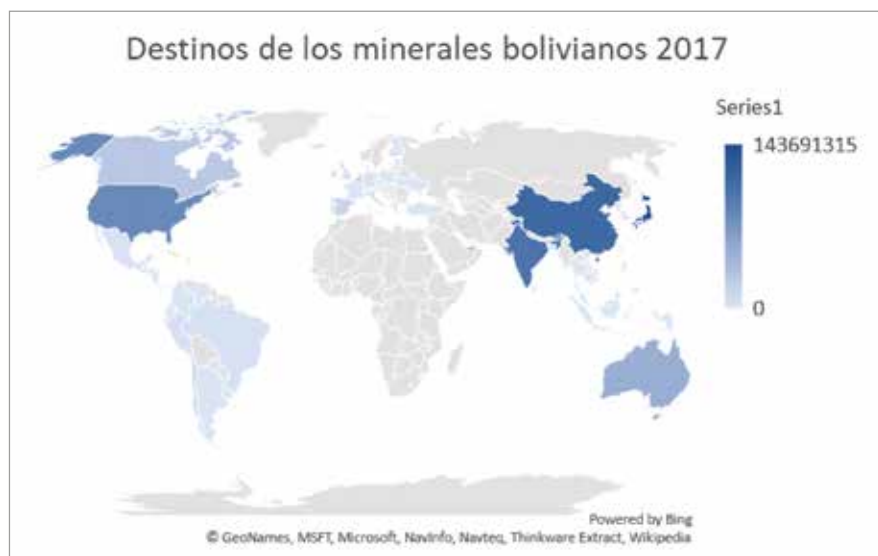 Destinos de los minerales bolivianos 2017
Series1
143691315
0
Powered by Bing
© GeoNames, MSFT, Microsoft, NavInfo, Navteq, Thinkware Extract, Wikipedia